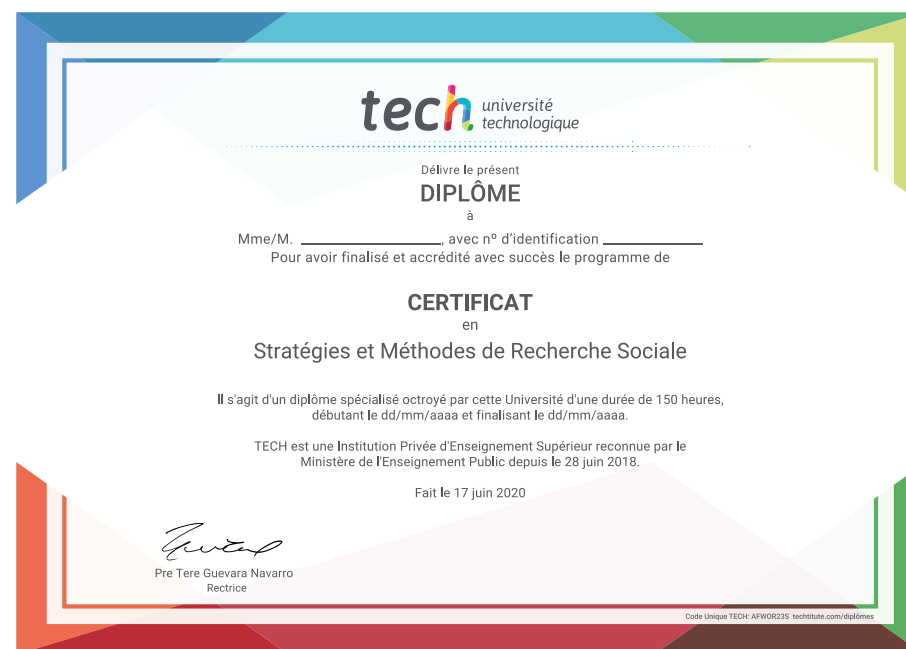 tech université
technologique
Délivre le présent
DIPLÔME
à
Mme/M. ____________________, avec nº d'identification ______________
Pour avoir finalisé et accrédité avec succès le programme de
CERTIFICAT
en
Stratégies et Méthodes de Recherche Sociale
Il s'agit d'un diplôme spécialisé octroyé par cette Université d'une durée de 150 heures,
débutant le dd/mm/aaaa et finalisant le dd/mm/aaaa.
TECH est une Institution Privée d'Enseignement Supérieur reconnue par le
Ministère de l'Enseignement Public depuis le 28 juin 2018.
Fait le 17 juin 2020
Pre Tere Guevara Navarro
Rectrice
Code Unique TECH: AFWOR23S techtitute.com/diplômes